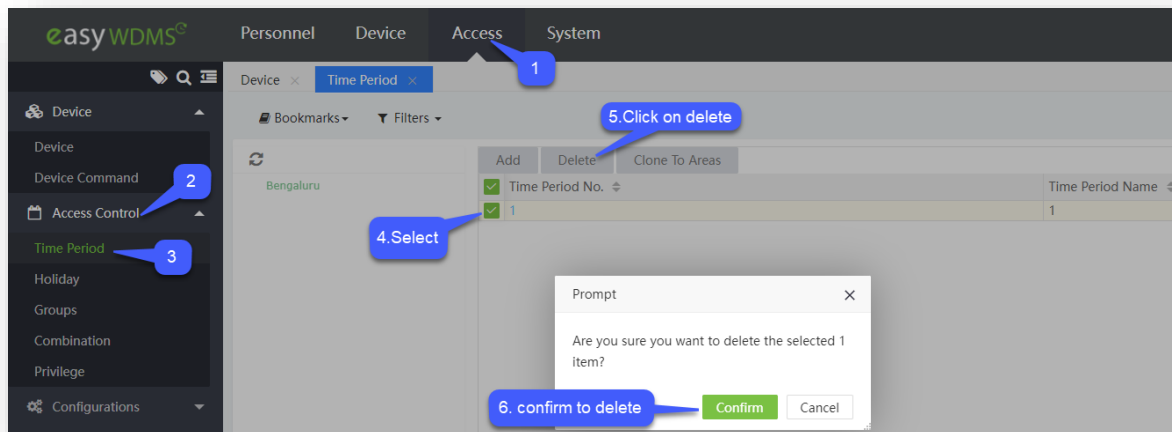 easyWDMS
Personnel Device Access System
1
Device × Time Period ×
Device
Bookmarks Filters
5.Click on delete
Device
Add Delete Clone To Areas
Device Command
2
Bengaluru
Time Period No. Time Period Name
Access Control
1 1
4.Select
Time Period
3
Holiday
Groups
Combination
Privilege
Configurations
Prompt ×
Are you sure you want to delete the selected 1
item?
6. confirm to delete
Confirm Cancel